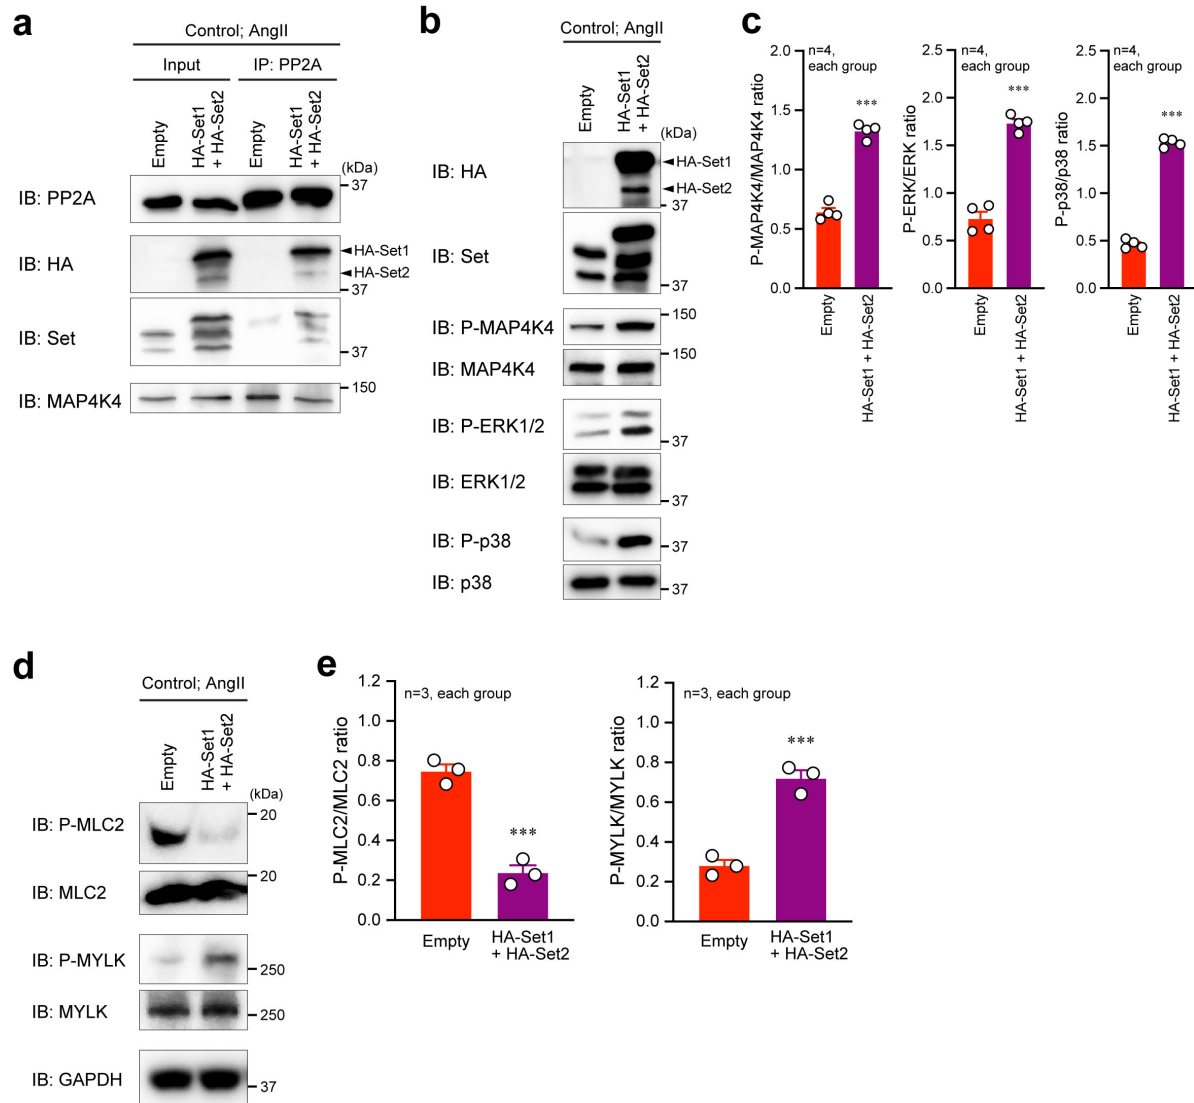 a
Control; AngII
Input
IP: PP2A
Empty
HA-Set1
+ HA-Set2
Empty
HA-Set1
+ HA-Set2
(kDa)
IB: PP2A
37
IB: HA
HA-Set1
HA-Set2
37
IB: Set
37
IB: MAP4K4
150
b
Control; AngII
Empty
HA-Set1
+ HA-Set2
(kDa)
IB: HA
HA-Set1
HA-Set2
37
IB: Set
37
IB: P-MAP4K4
150
IB: MAP4K4
150
IB: P-ERK1/2
37
IB: ERK1/2
37
IB: P-p38
37
IB: p38
37
c
P-MAP4K4/MAP4K4 ratio
2.0
1.5
1.0
0.5
0.0
n=4,
each group
***
Empty
HA-Set1 + HA-Set2
P-ERK/ERK ratio
2.5
2.0
1.5
1.0
0.5
0.0
n=4,
each group
***
Empty
HA-Set1 + HA-Set2
P-p38/p38 ratio
2.5
2.0
1.5
1.0
0.5
0.0
n=4,
each group
***
Empty
HA-Set1 + HA-Set2
d
Control; AngII
Empty
HA-Set1
+ HA-Set2
(kDa)
IB: P-MLC2
20
IB: MLC2
20
IB: P-MYLK
250
IB: MYLK
250
IB: GAPDH
37
e
P-MLC2/MLC2 ratio
1.2
1.0
0.8
0.6
0.4
0.2
0.0
n=3, each group
***
Empty
HA-Set1
+ HA-Set2
P-MYLK/MYLK ratio
1.2
1.0
0.8
0.6
0.4
0.2
0.0
n=3, each group
***
Empty
HA-Set1
+ HA-Set2